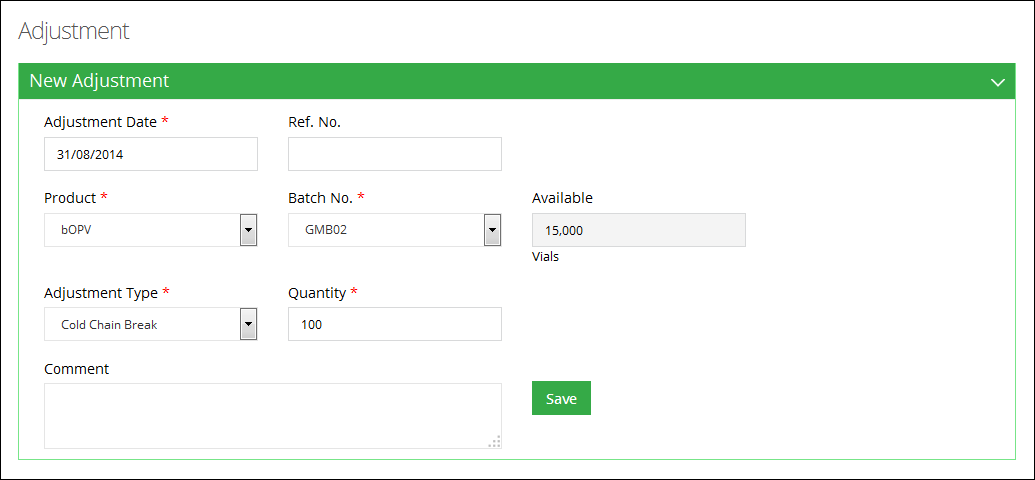 Adjustment
New Adjustment
Adjustment Date * Ref. No.
31/08/2014
Product * Batch No. * Available
bOPV GMB02 15,000
Vials
Adjustment Type * Quantity *
Cold Chain Break 100
Comment
Save